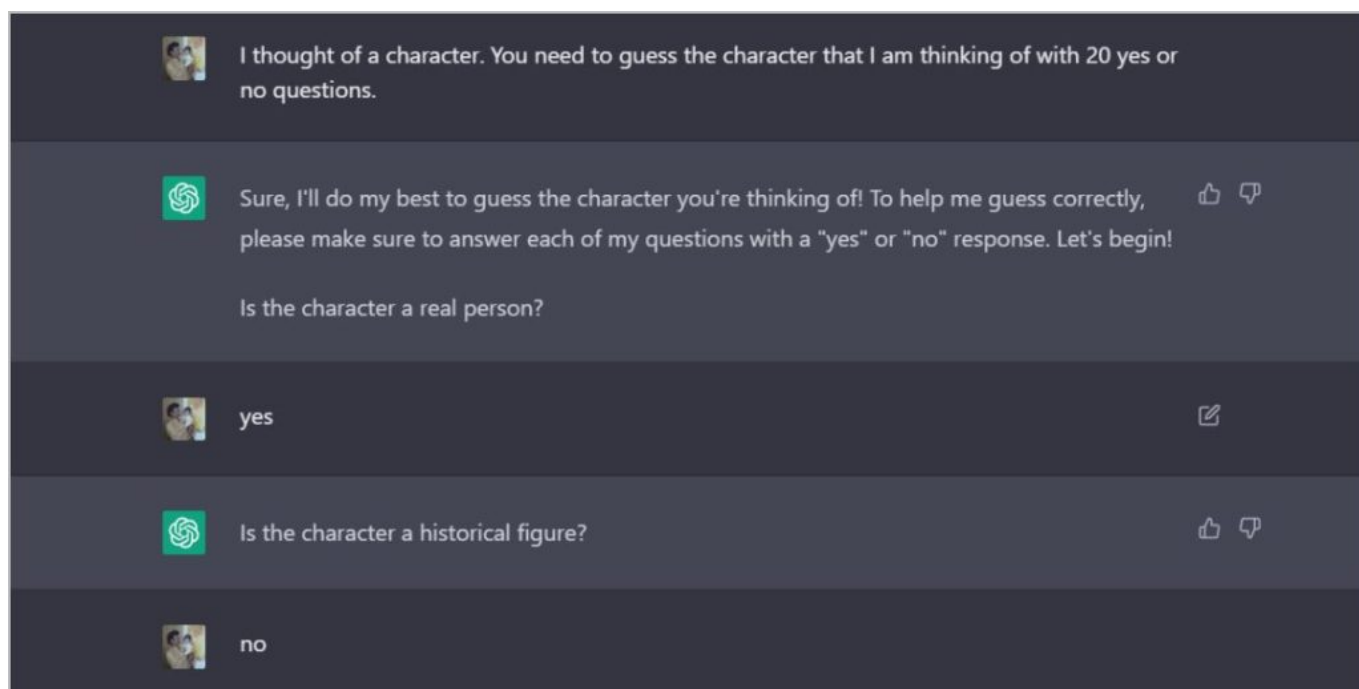 I thought of a character. You need to guess the character that I am thinking of with 20 yes or
no questions.
Sure, I'll do my best to guess the character you're thinking of! To help me guess correctly,
please make sure to answer each of my questions with a "yes" or "no" response. Let's begin!
Is the character a real person?
yes
Is the character a historical figure?
no